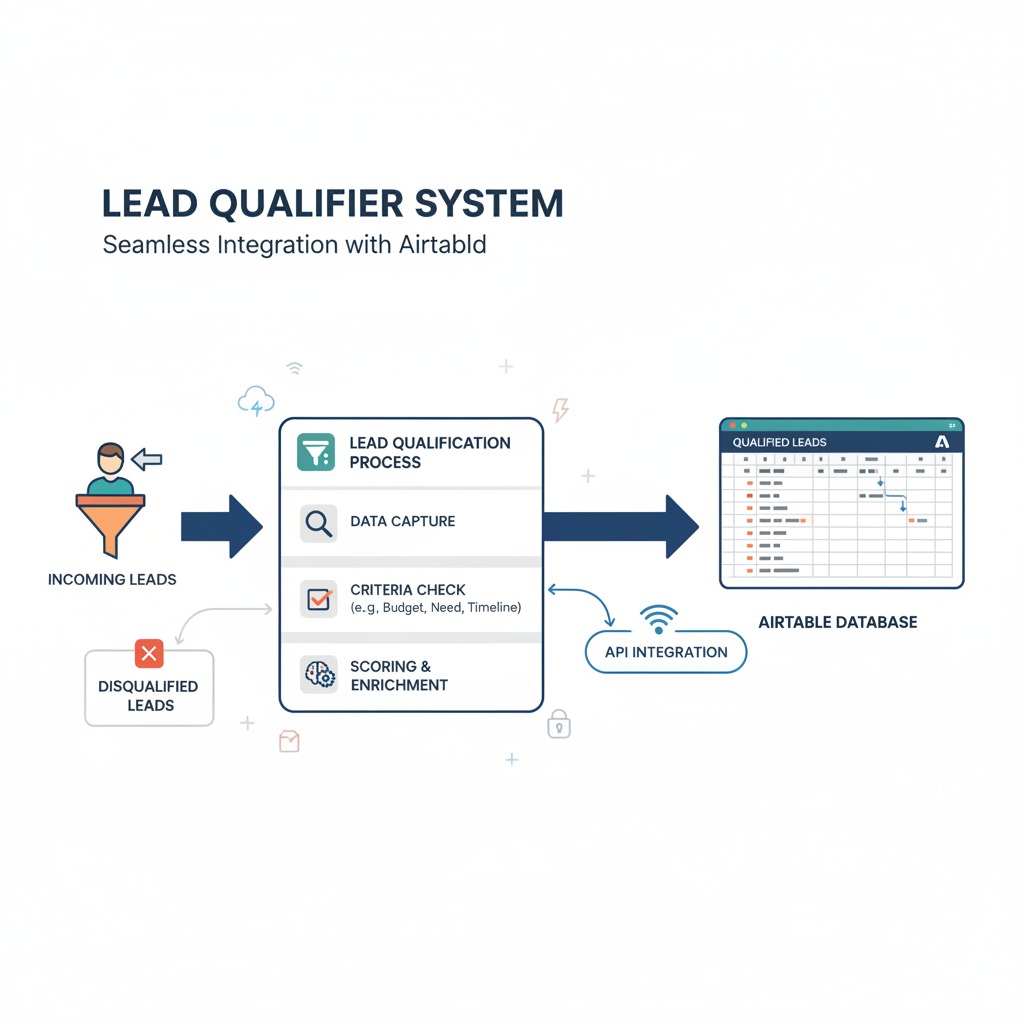 LEAD QUALIFIER SYSTEM
Seamless Integration with Airtabld
INCOMING LEADS
DISQUALIFIED
LEADS
LEAD QUALIFICATION
PROCESS
DATA CAPTURE
CRITERIA CHECK
(e.g, Budget, Need, Timeline)
SCORING &
ENRICHMENT
API INTEGRATION
QUALIFIED LEADS
AIRTABLE DATABASE